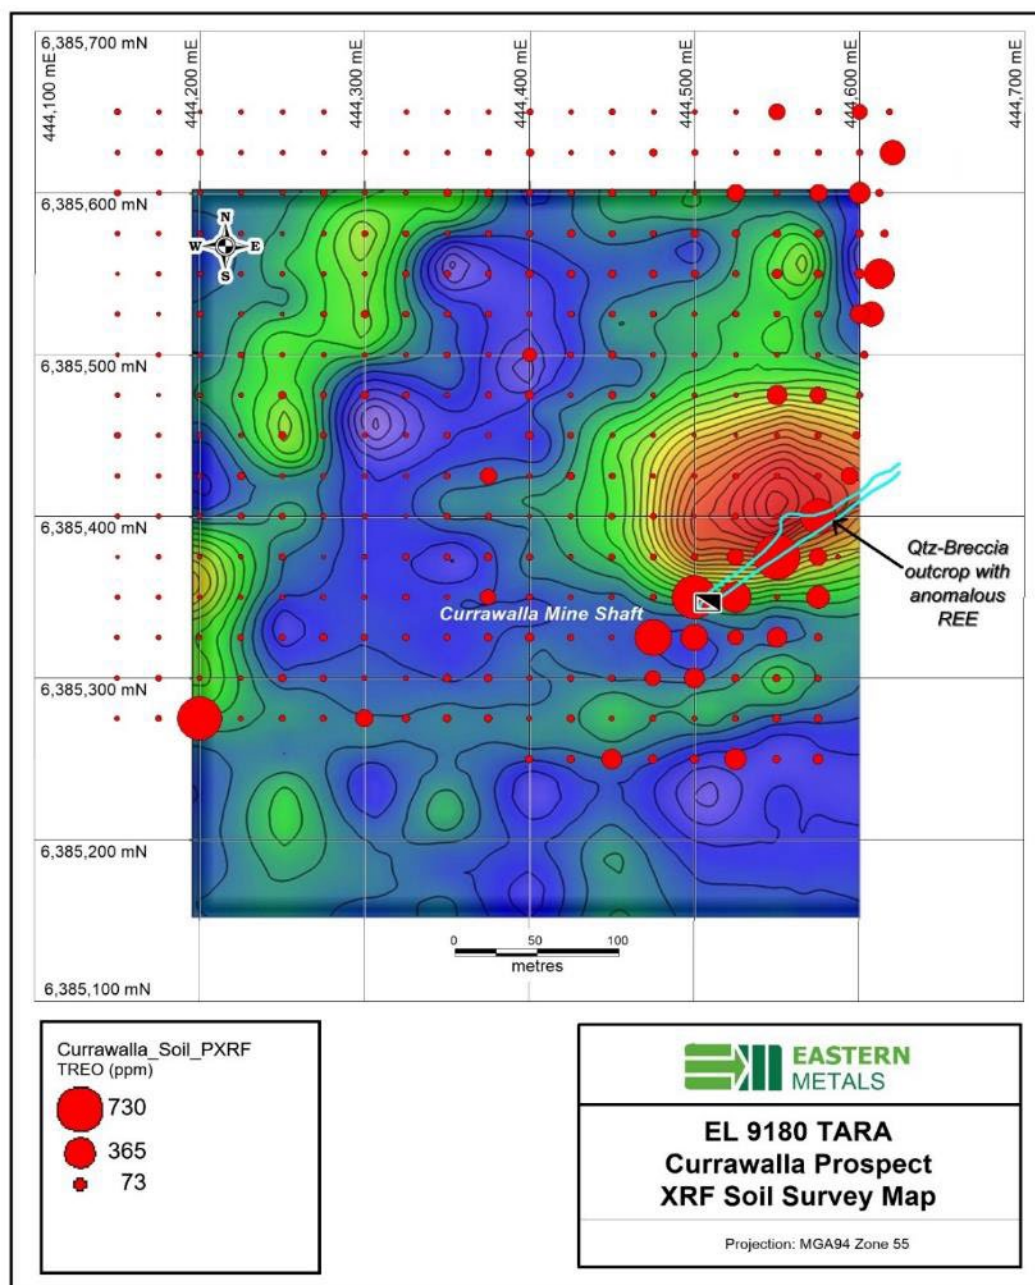 6,385,700 mN
444,100 mE
444,200 mE
444,300 mE
444,400 mE
444,500 mE
444,600 mE
444,700 mE
6,385,600 mN
N
W E
S
6,385,500 mN
6,385,400 mN
Qtz-Breccia
outcrop with
anomalous
REE
Currawalla Mine Shaft
6,385,300 mN
6,385,200 mN
0 50 100
metres
6,385,100 mN
Currawalla_Soil_PXRF
TREO (ppm)
730
365
73
EASTERN
METALS
EL 9180 TARA
Currawalla Prospect
XRF Soil Survey Map
Projection: MGA94 Zone 55